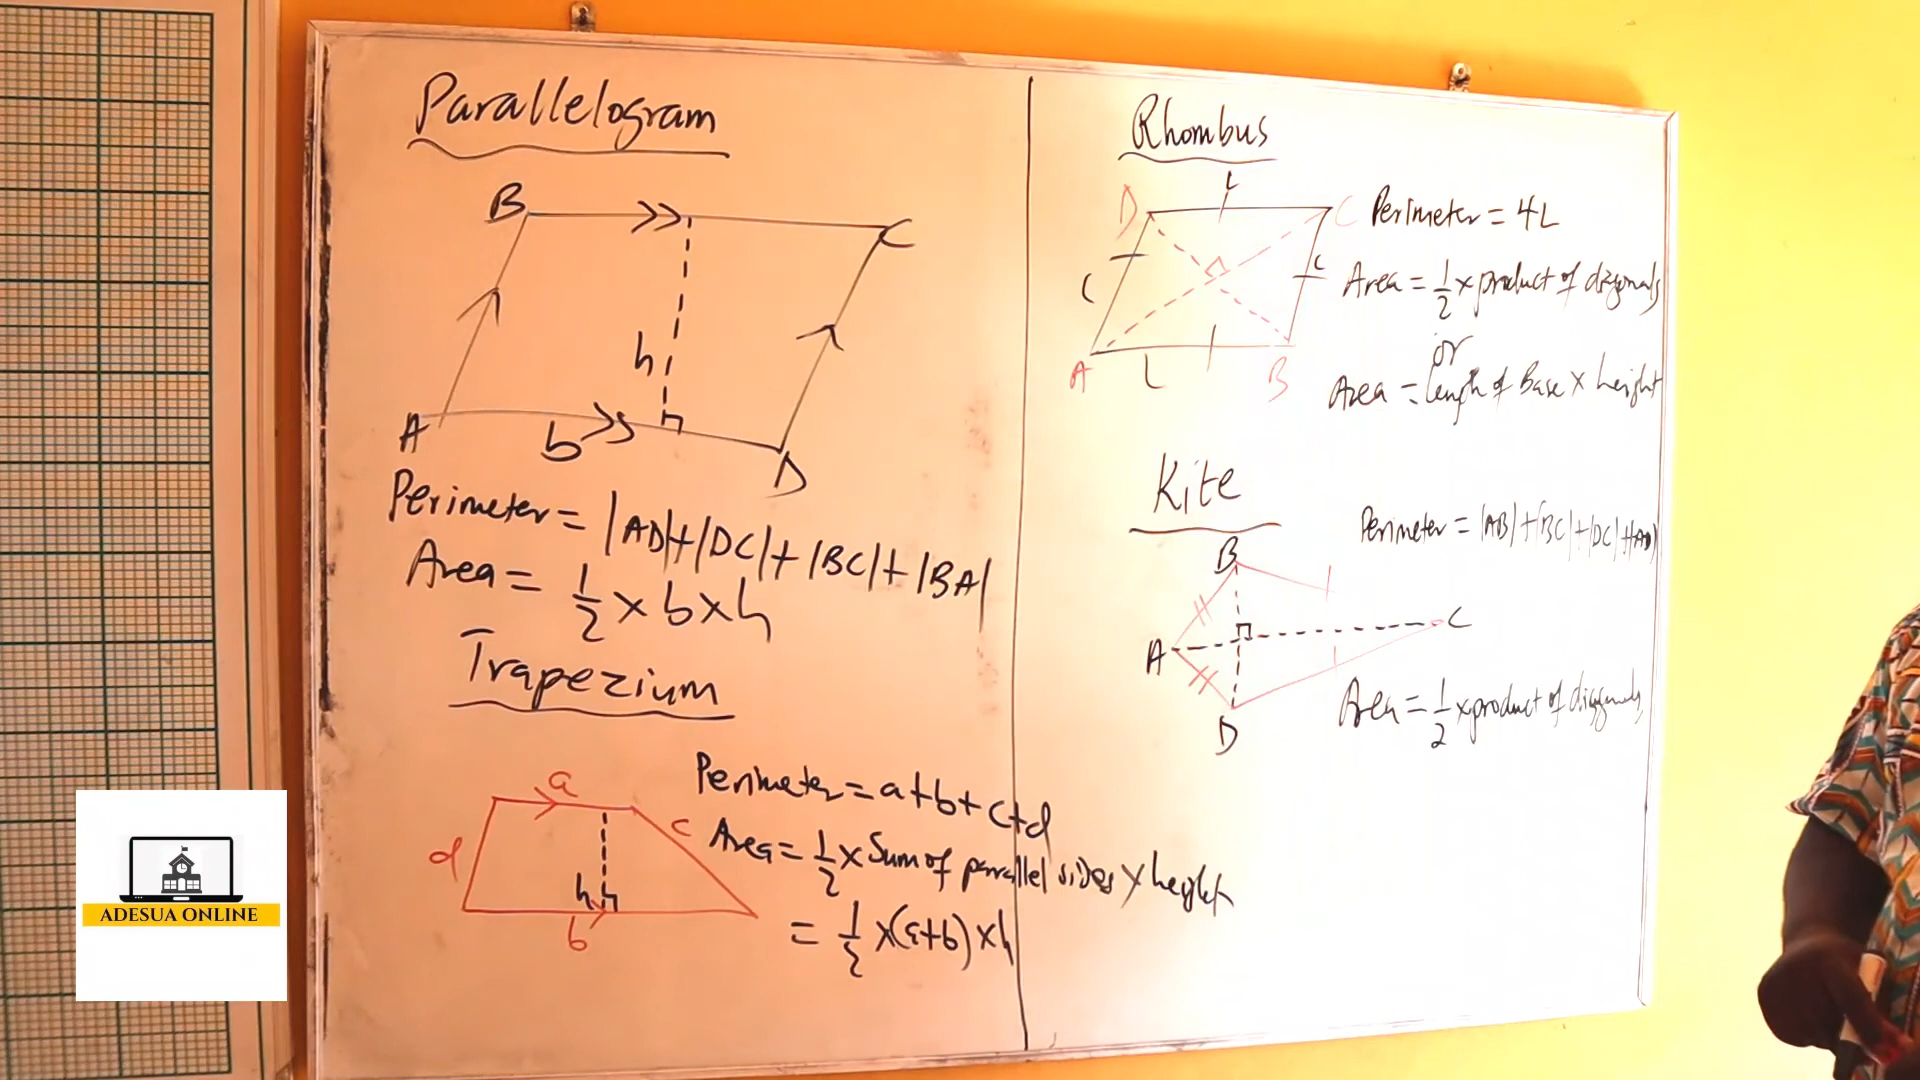 Parallelogram
B
C
h
A
b
D
Perimeter = |AD|+|DC|+|BC|+|BA|
Area = 1/2 x b x h
Trapezium
a
d
c
h
b
Perimeter = a+b+c+d
Area = 1/2 x Sum of parallel sides x height
= 1/2 x (a+b) x h
Rhombus
L
D
C
L
L
A
L
B
Perimeter = 4L
Area = 1/2 x product of diagonals
or
Area = length of Base x height
Kite
B
A
C
D
Perimeter = |AB|+|BC|+|DC|+|AD|
Area = 1/2 x product of diagonals
ADESUA ONLINE